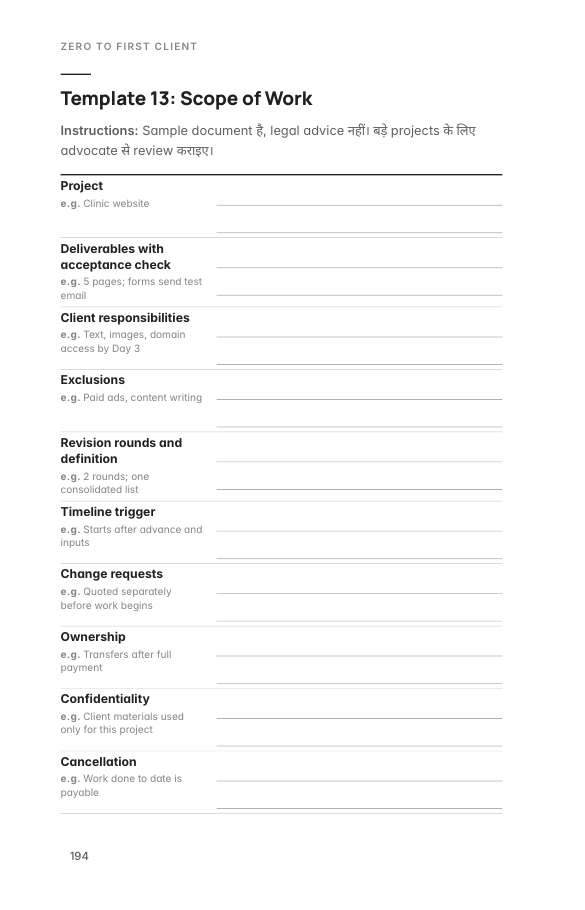 ZERO TO FIRST CLIENT
Template 13: Scope of Work
Instructions: Sample document है, legal advice नहीं। बड़े projects के लिए
advocate से review कराइए।
Project
e.g. Clinic website
Deliverables with
acceptance check
e.g. 5 pages; forms send test
email
Client responsibilities
e.g. Text, images, domain
access by Day 3
Exclusions
e.g. Paid ads, content writing
Revision rounds and
definition
e.g. 2 rounds; one
consolidated list
Timeline trigger
e.g. Starts after advance and
inputs
Change requests
e.g. Quoted separately
before work begins
Ownership
e.g. Transfers after full
payment
Confidentiality
e.g. Client materials used
only for this project
Cancellation
e.g. Work done to date is
payable
194